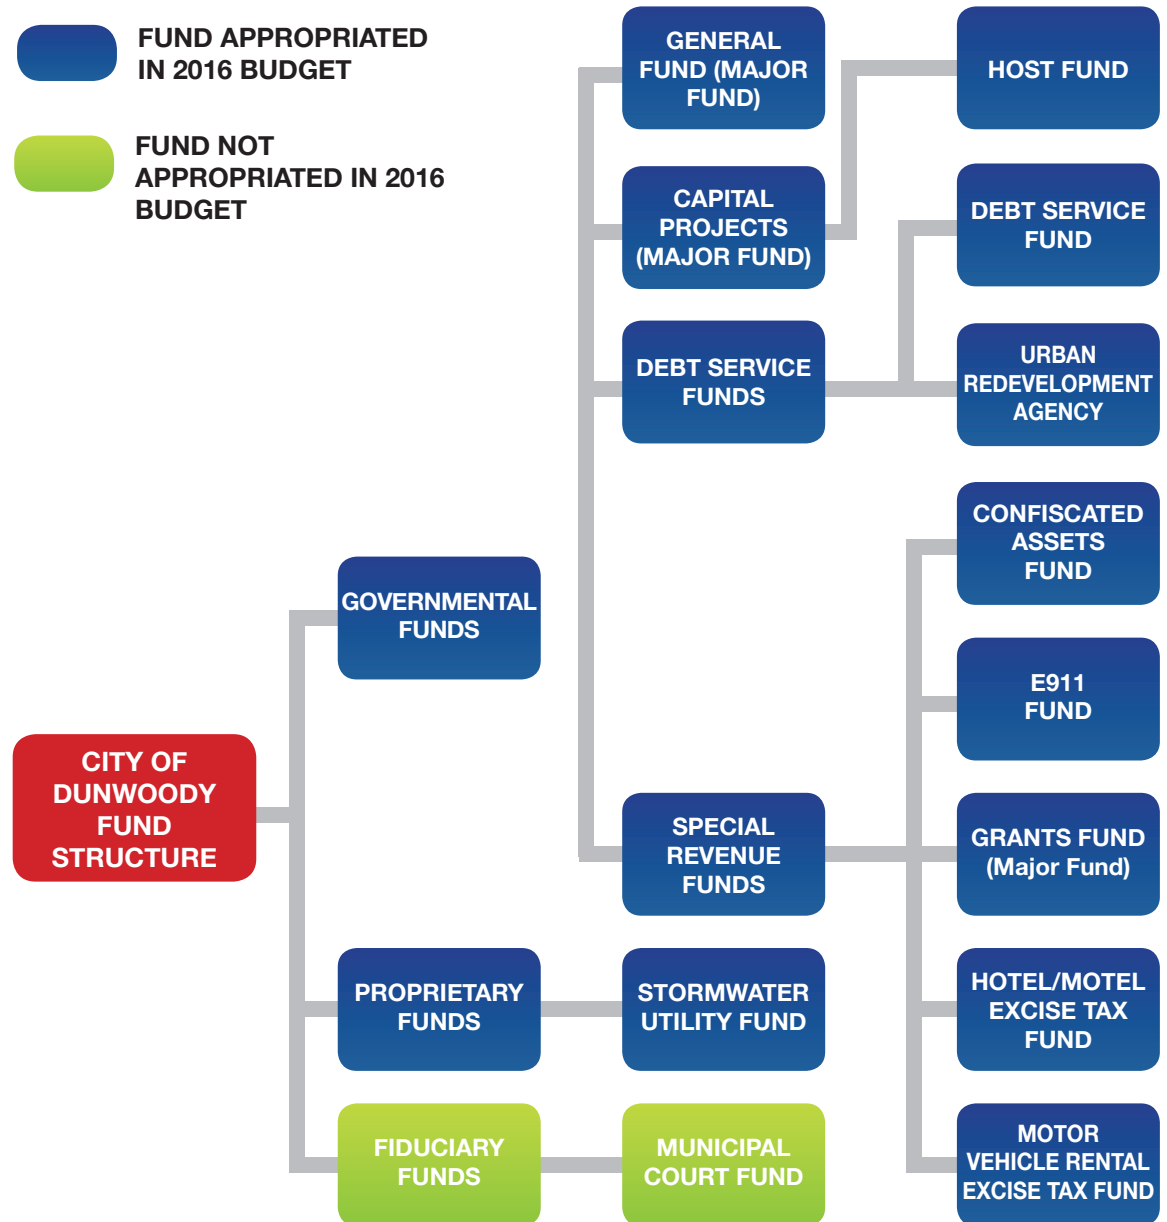 FUND APPROPRIATED
IN 2016 BUDGET
FUND NOT
APPROPRIATED IN 2016
BUDGET
CITY OF
DUNWOODY
FUND
STRUCTURE
GOVERNMENTAL
FUNDS
PROPRIETARY
FUNDS
FIDUCIARY
FUNDS
GENERAL
FUND (MAJOR
FUND)
CAPITAL
PROJECTS
(MAJOR FUND)
DEBT SERVICE
FUNDS
SPECIAL
REVENUE
FUNDS
STORMWATER
UTILITY FUND
MUNICIPAL
COURT FUND
HOST FUND
DEBT SERVICE
FUND
URBAN
REDEVELOPMENT
AGENCY
CONFISCATED
ASSETS
FUND
E911
FUND
GRANTS FUND
(Major Fund)
HOTEL/MOTEL
EXCISE TAX
FUND
MOTOR
VEHICLE RENTAL
EXCISE TAX FUND